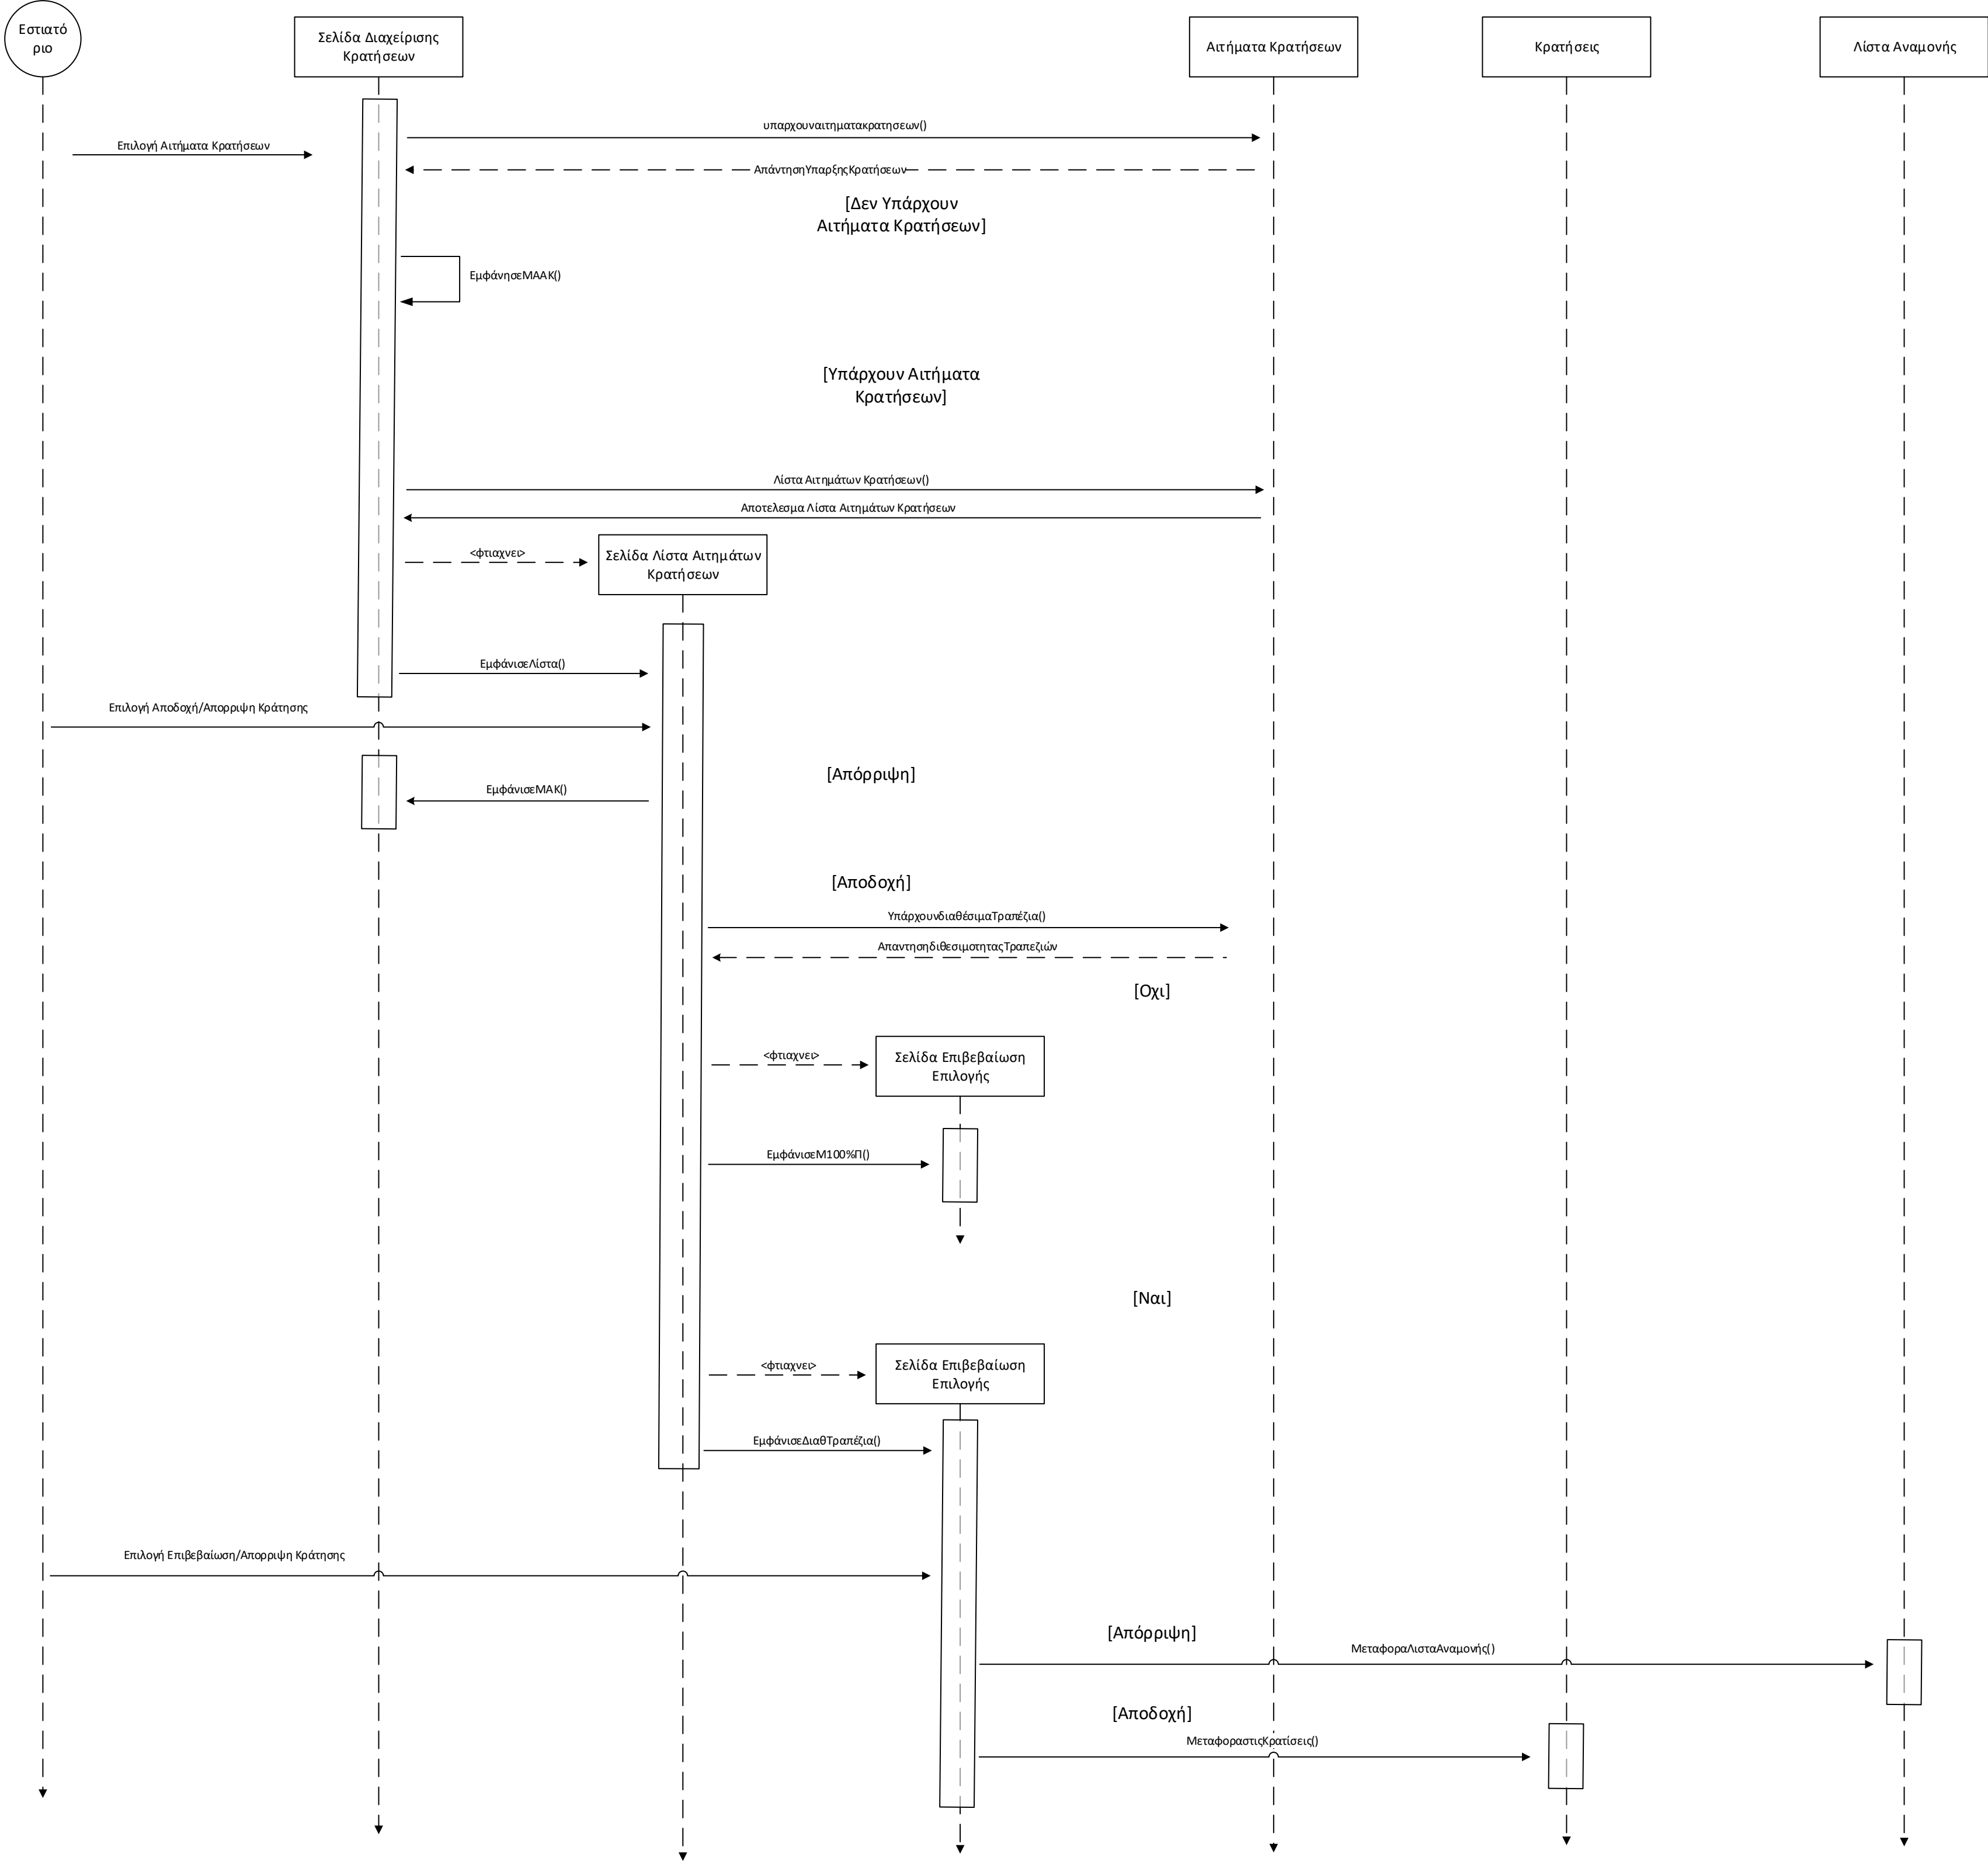 Εστιατό
ριο
Σελίδα Διαχείρισης
Κρατήσεων
Αιτήματα Κρατήσεων
Κρατήσεις
Λίστα Αναμονής
υπαρχουναιτηματακρατησεων()
Επιλογή Αιτήματα Κρατήσεων
ΑπάντησηΥπαρξηςΚρατήσεων
[Δεν Υπάρχουν
Αιτήματα Κρατήσεων]
ΕμφάνησεΜΑΑΚ()
[Υπάρχουν Αιτήματα
Κρατήσεων]
Λίστα Αιτημάτων Κρατήσεων()
Αποτελεσμα Λίστα Αιτημάτων Κρατήσεων
<φτιαχνει>
Σελίδα Λίστα Αιτημάτων
Κρατήσεων
ΕμφάνισεΛίστα()
Επιλογή Αποδοχή/Απορριψη Κράτησης
[Απόρριψη]
ΕμφάνισεΜΑΚ()
[Αποδοχή]
ΥπάρχουνδιαθέσιμαΤραπέζια()
ΑπαντησηδιθεσιμοτηταςΤραπεζιών
[Οχι]
<φτιαχνει>
Σελίδα Επιβεβαίωση
Επιλογής
ΕμφάνισεΜ100%Π()
[Ναι]
<φτιαχνει>
Σελίδα Επιβεβαίωση
Επιλογής
ΕμφάνισεΔιαθΤραπέζια()
Επιλογή Επιβεβαίωση/Απορριψη Κράτησης
[Απόρριψη]
ΜεταφοραΛισταΑναμονής()
[Αποδοχή]
ΜεταφοραστιςΚρατίσεις()